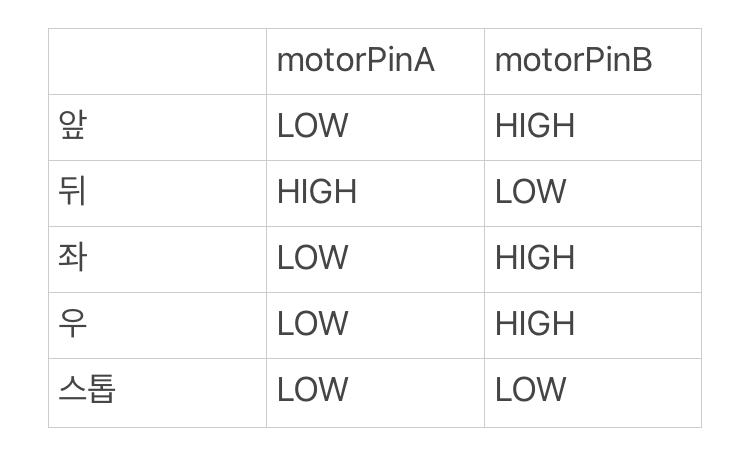 motorPinA motorPinB
앞 LOW HIGH
뒤 HIGH LOW
좌 LOW HIGH
우 LOW HIGH
스톱 LOW LOW